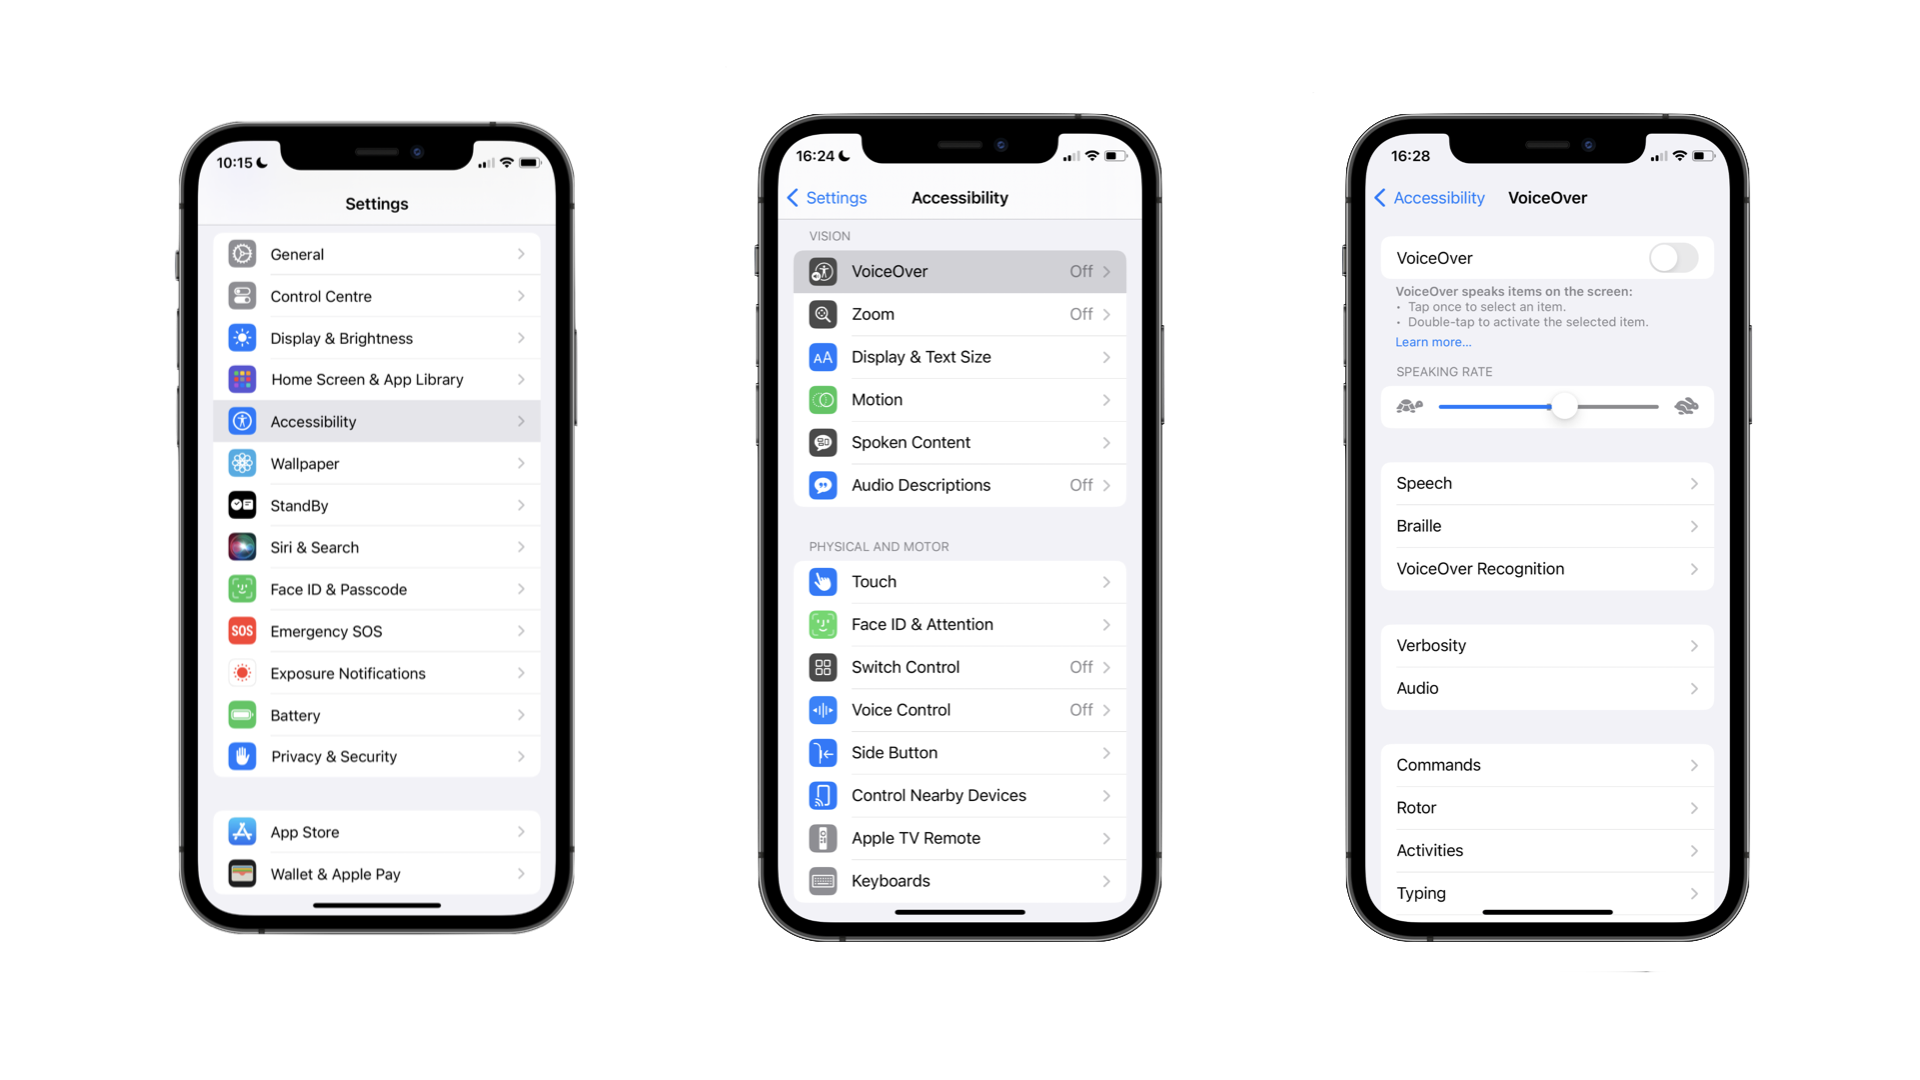 10:15
Settings
General
Control Centre
Display & Brightness
Home Screen & App Library
Accessibility
Wallpaper
StandBy
Siri & Search
Face ID & Passcode
SOS
Emergency SOS
Exposure Notifications
Battery
Privacy & Security
App Store
Wallet & Apple Pay
16:24
Settings
Accessibility
VISION
VoiceOver Off
Zoom Off
AA
Display & Text Size
Motion
Spoken Content
Audio Descriptions Off
PHYSICAL AND MOTOR
Touch
Face ID & Attention
Switch Control Off
Voice Control Off
Side Button
Control Nearby Devices
Apple TV Remote
Keyboards
16:28
Accessibility
VoiceOver
VoiceOver
VoiceOver speaks items on the screen:
• Tap once to select an item.
• Double-tap to activate the selected item.
Learn more...
SPEAKING RATE
Speech
Braille
VoiceOver Recognition
Verbosity
Audio
Commands
Rotor
Activities
Typing